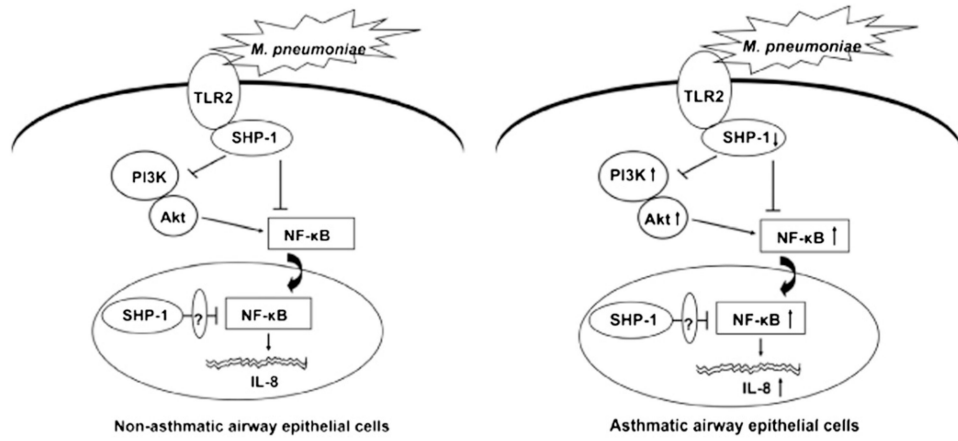 M. pneumoniae
TLR2
SHP-1
PI3K
Akt
NF-κB
SHP-1
?
NF-κB
IL-8
Non-asthmatic airway epithelial cells
M. pneumoniae
TLR2
SHP-1↓
PI3K↑
Akt↑
NF-κB↑
SHP-1
?
NF-κB↑
IL-8↑
Asthmatic airway epithelial cells